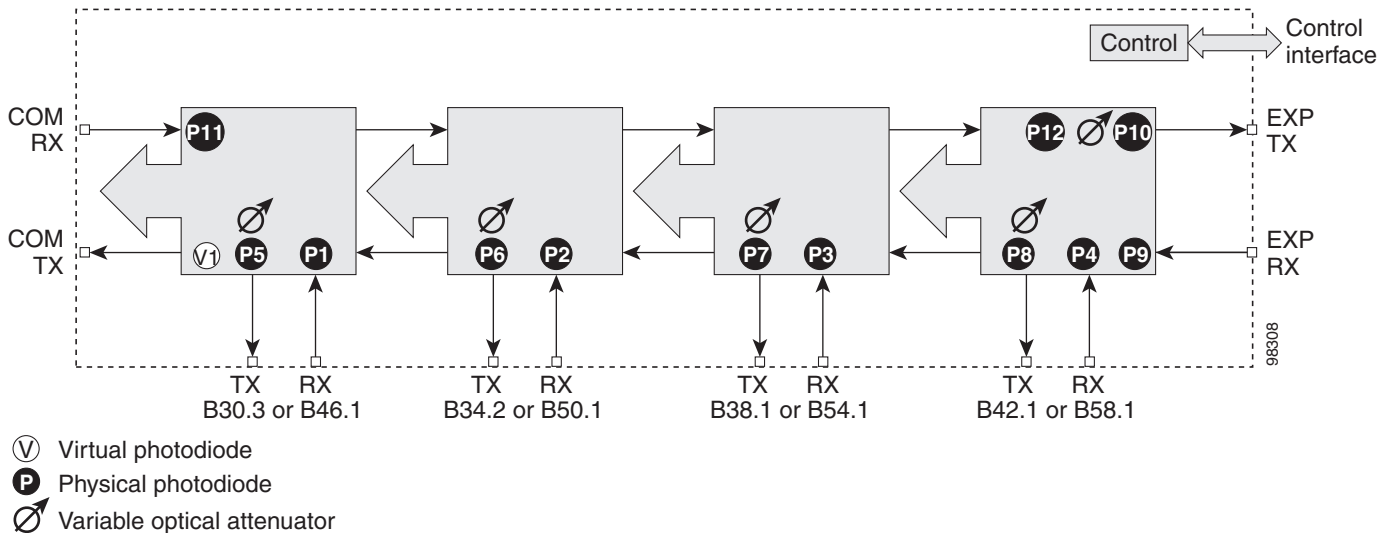 Control
Control
interface
COM
RX
P11
P12
P10
EXP
TX
COM
TX
V1
P5
P1
P6
P2
P7
P3
P8
P4
P9
EXP
RX
98308
TX RX
B30.3 or B46.1
TX RX
B34.2 or B50.1
TX RX
B38.1 or B54.1
TX RX
B42.1 or B58.1
V Virtual photodiode
P Physical photodiode
Variable optical attenuator